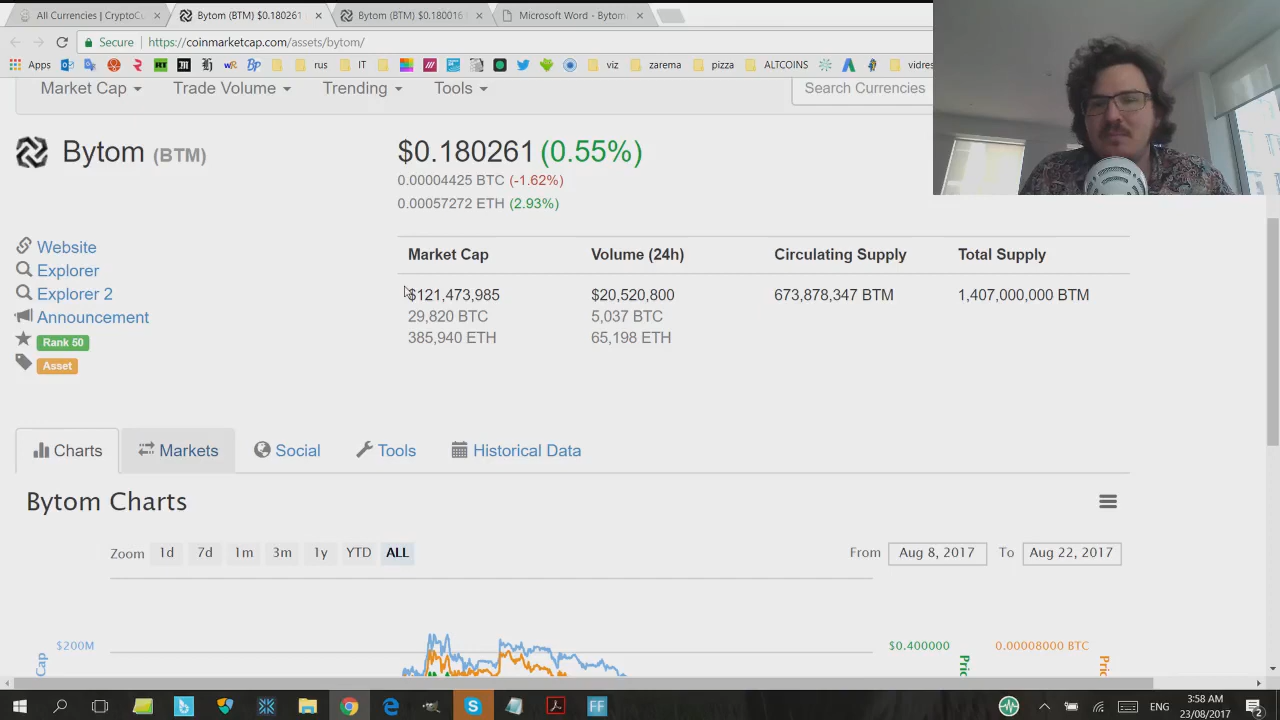 All Currencies | CryptoCu
Bytom (BTM) $0.180261
Bytom (BTM) $0.180016
Microsoft Word - Bytom
Secure
https://coinmarketcap.com/assets/bytom/
Apps
rus
IT
viz
zarema
pizza
ALTCOINS
vidres
Market Cap
Trade Volume
Trending
Tools
Search Currencies
Bytom (BTM)
$0.180261 (0.55%)
0.00004425 BTC (-1.62%)
0.00057272 ETH (2.93%)
Website
Explorer
Explorer 2
Announcement
Rank 50
Asset
Market Cap Volume (24h) Circulating Supply Total Supply
$121,473,985 $20,520,800 673,878,347 BTM 1,407,000,000 BTM
29,820 BTC 5,037 BTC
385,940 ETH 65,198 ETH
Charts Markets Social Tools Historical Data
Bytom Charts
Zoom 1d 7d 1m 3m 1y YTD ALL From Aug 8, 2017 To Aug 22, 2017
$200M $0.400000 0.00008000 BTC
Cap
Pric
Pric
ENG
3:58 AM
23/08/2017
2